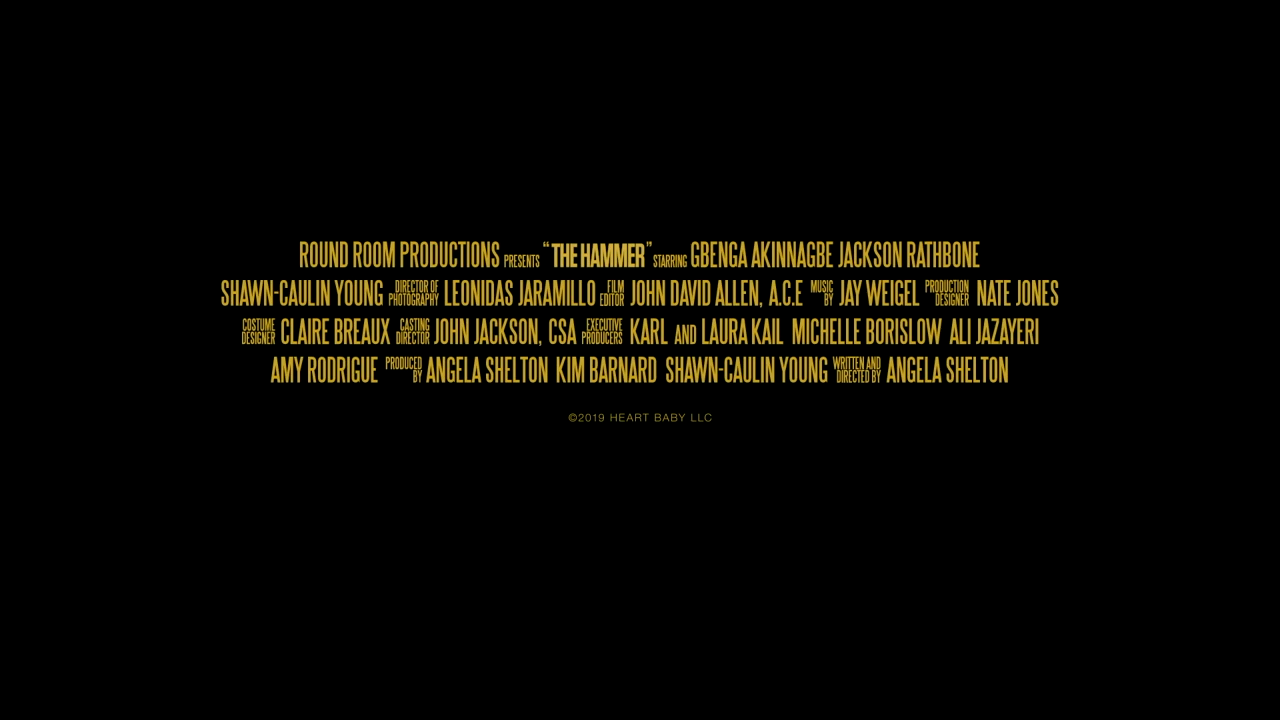 ROUND ROOM PRODUCTIONS PRESENTS “THE HAMMER” STARRING GBENGA AKINNAGBE JACKSON RATHBONE
SHAWN-CAULIN YOUNG DIRECTOR OF PHOTOGRAPHY LEONIDAS JARAMILLO FILM EDITOR JOHN DAVID ALLEN, A.C.E MUSIC BY JAY WEIGEL PRODUCTION DESIGNER NATE JONES
COSTUME DESIGNER CLAIRE BREAUX CASTING DIRECTOR JOHN JACKSON, CSA EXECUTIVE PRODUCERS KARL AND LAURA KAIL MICHELLE BORISLOW ALI JAZAYERI
AMY RODRIGUE PRODUCED BY ANGELA SHELTON KIM BARNARD SHAWN-CAULIN YOUNG WRITTEN AND DIRECTED BY ANGELA SHELTON
©2019 HEART BABY LLC